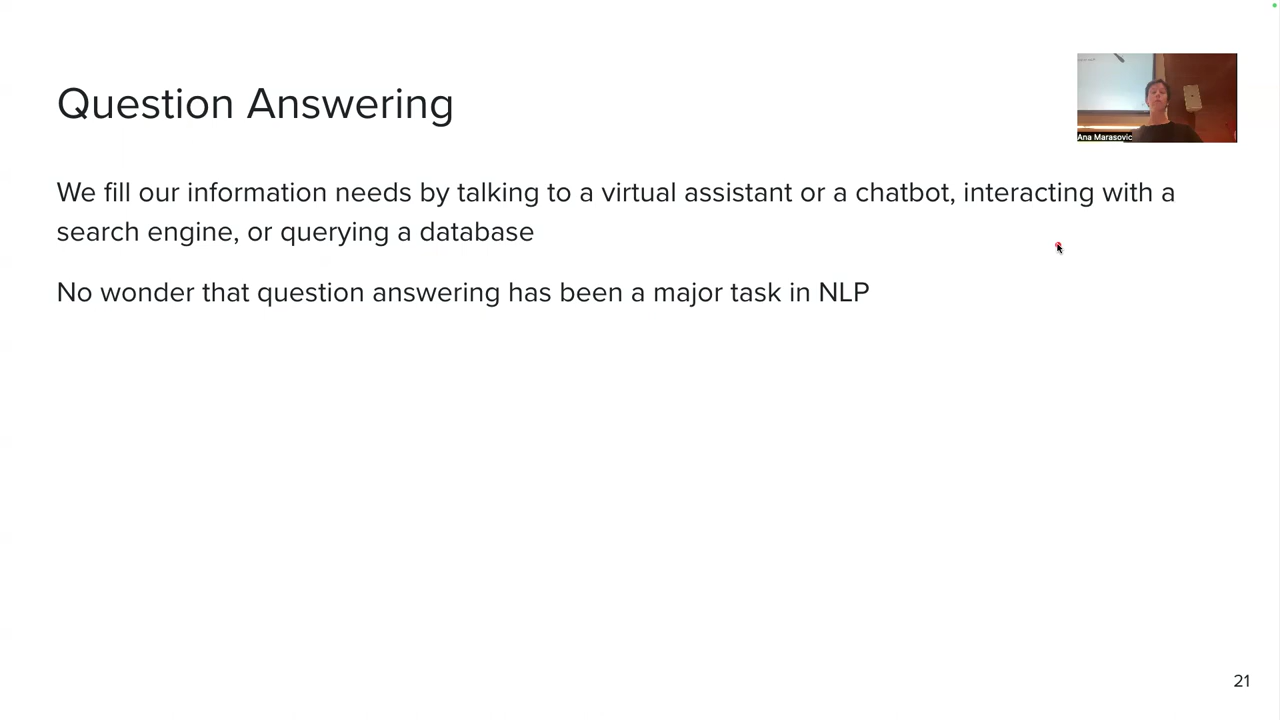 Question Answering
Ana Marasovic
We fill our information needs by talking to a virtual assistant or a chatbot, interacting with a
search engine, or querying a database
No wonder that question answering has been a major task in NLP
21